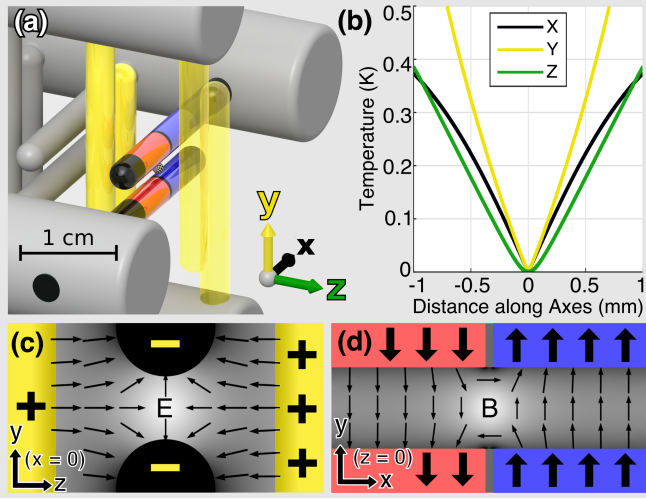 (a)
1 cm
y
x
z
(b)
Temperature (K)
0.5
0.4
0.3
0.2
0.1
0
X
Y
Z
-1 -0.5 0 0.5 1
Distance along Axes (mm)
(c)
+
−
+
+
+
−
E
y
(x = 0)
z
(d)
B
y
(z = 0)
x